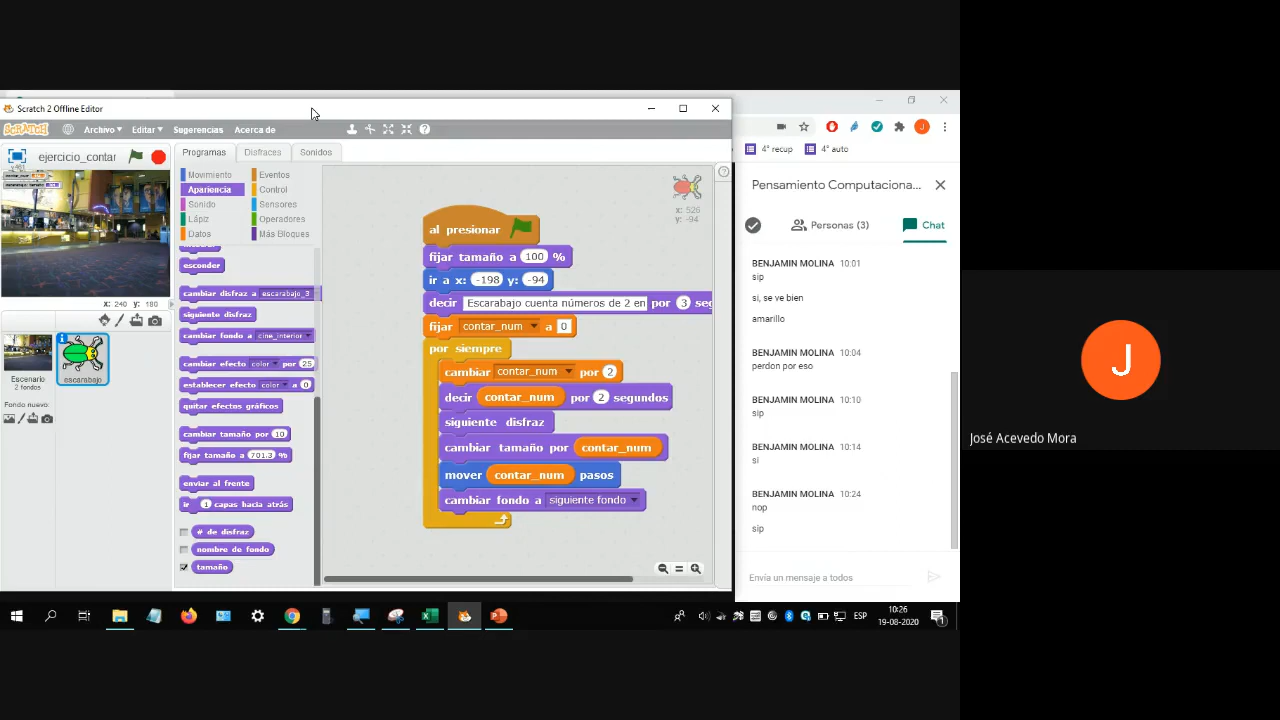 Scratch 2 Offline Editor
SCRATCH
Archivo
Editar
Sugerencias
Acerca de
ejercicio_contar
Programas
Disfraces
Sonidos
Movimiento
Eventos
Apariencia
Control
Sonido
Sensores
Lápiz
Operadores
Datos
Más Bloques
esconder
cambiar disfraz a escarabajo_3
siguiente disfraz
cambiar fondo a cine_interior
cambiar efecto color por 25
establecer efecto color a 0
quitar efectos gráficos
cambiar tamaño por 10
fijar tamaño a 701.3 %
enviar al frente
ir 1 capas hacia atrás
# de disfraz
nombre de fondo
tamaño
x: 240 y: 180
Escenario
2 fondos
Fondo nuevo:
escarabajo
x: 526
y: -94
al presionar
fijar tamaño a 100 %
ir a x: -198 y: -94
decir Escarabajo cuenta números de 2 en por 3 seg
fijar contar_num a 0
por siempre
cambiar contar_num por 2
decir contar_num por 2 segundos
siguiente disfraz
cambiar tamaño por contar_num
mover contar_num pasos
cambiar fondo a siguiente fondo
4° recup
4° auto
Pensamiento Computaciona...
Personas (3)
Chat
BENJAMIN MOLINA 10:01
sip
si, se ve bien
amarillo
BENJAMIN MOLINA 10:04
perdon por eso
BENJAMIN MOLINA 10:10
sip
BENJAMIN MOLINA 10:14
si
BENJAMIN MOLINA 10:24
nop
sip
Envía un mensaje a todos
ESP
10:26
19-08-2020
1
J
J
José Acevedo Mora